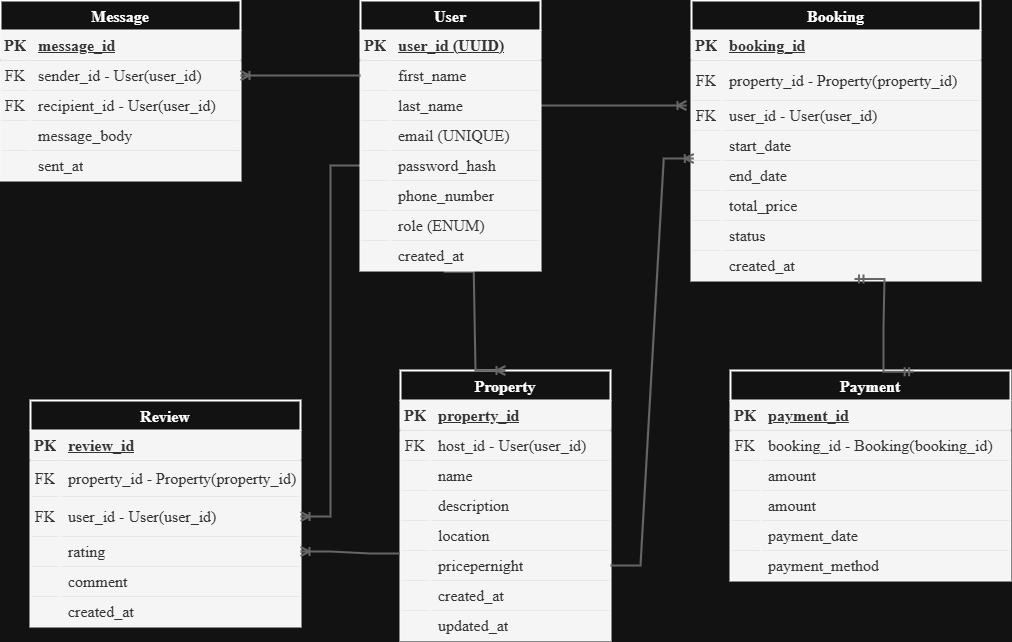 Message
PK message_id
FK sender_id - User(user_id)
FK recipient_id - User(user_id)
message_body
sent_at
User
PK user_id (UUID)
first_name
last_name
email (UNIQUE)
password_hash
phone_number
role (ENUM)
created_at
Booking
PK booking_id
FK property_id - Property(property_id)
FK user_id - User(user_id)
start_date
end_date
total_price
status
created_at
Review
PK review_id
FK property_id - Property(property_id)
FK user_id - User(user_id)
rating
comment
created_at
Property
PK property_id
FK host_id - User(user_id)
name
description
location
pricepernight
created_at
updated_at
Payment
PK payment_id
FK booking_id - Booking(booking_id)
amount
amount
payment_date
payment_method